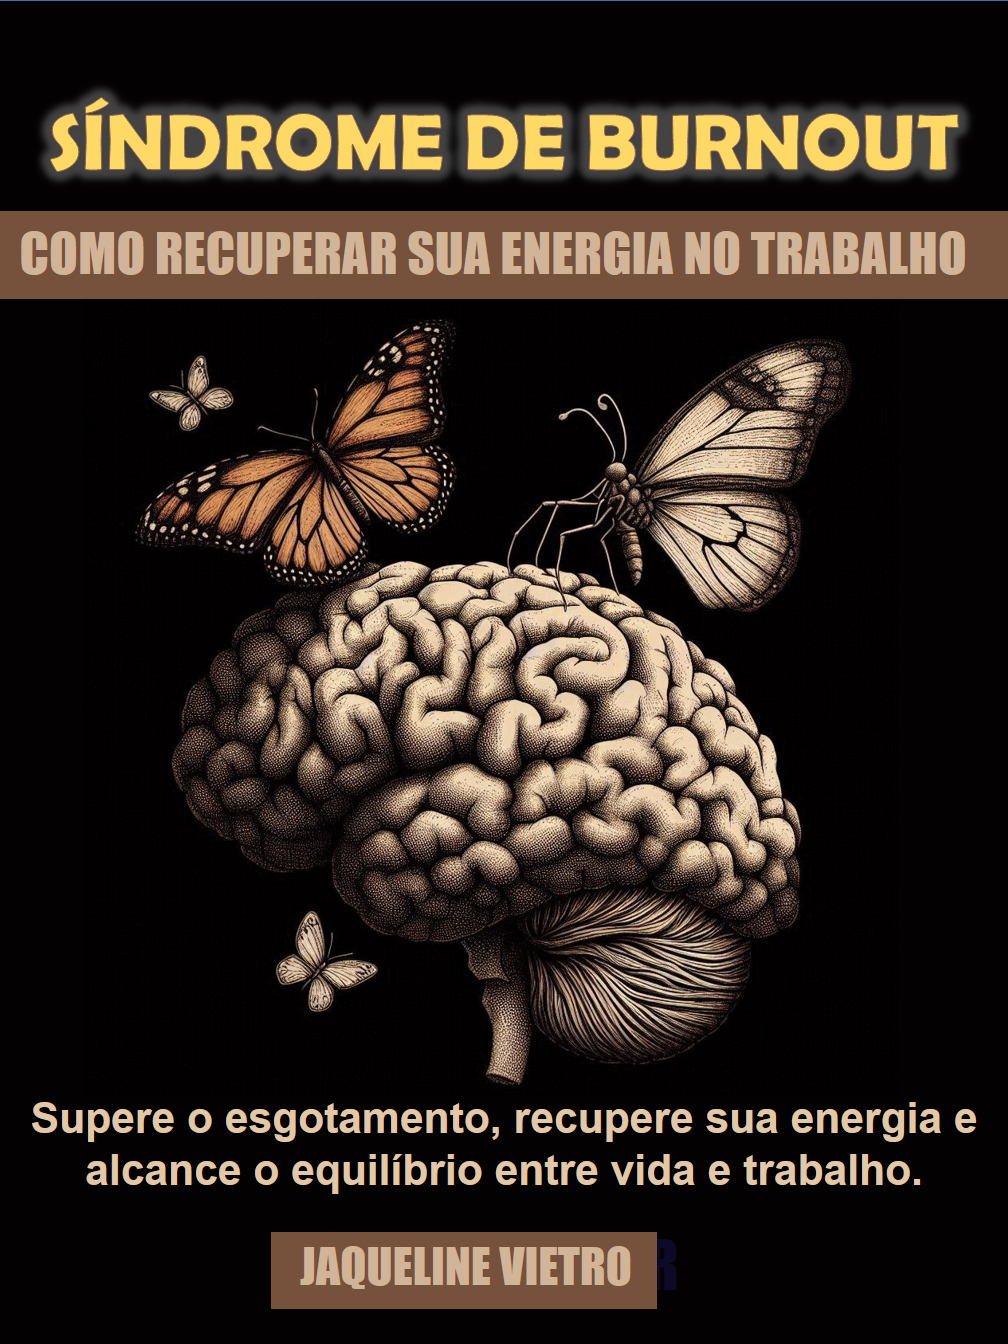 SÍNDROME DE BURNOUT
COMO RECUPERAR SUA ENERGIA NO TRABALHO
Supere o esgotamento, recupere sua energia e
alcance o equilíbrio entre vida e trabalho.
JAQUELINE VIETRO